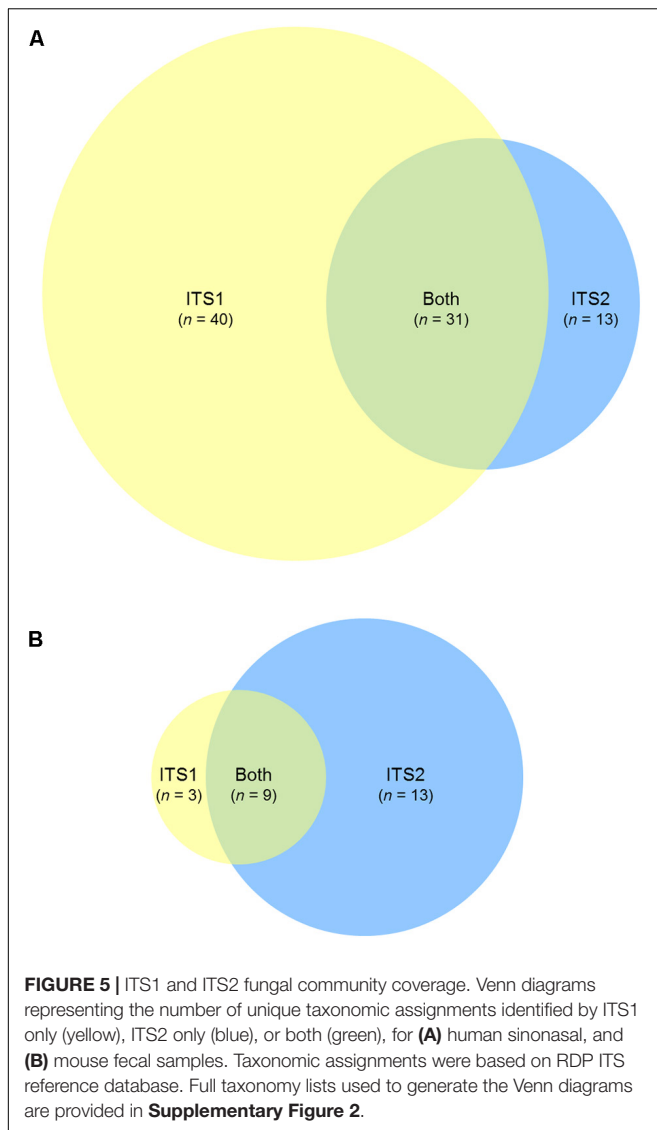 A
ITS1
(n = 40)
Both
(n = 31)
ITS2
(n = 13)
B
ITS1
(n = 3)
Both
(n = 9)
ITS2
(n = 13)
FIGURE 5 | ITS1 and ITS2 fungal community coverage. Venn diagrams
representing the number of unique taxonomic assignments identified by ITS1
only (yellow), ITS2 only (blue), or both (green), for (A) human sinonasal, and
(B) mouse fecal samples. Taxonomic assignments were based on RDP ITS
reference database. Full taxonomy lists used to generate the Venn diagrams
are provided in Supplementary Figure 2.